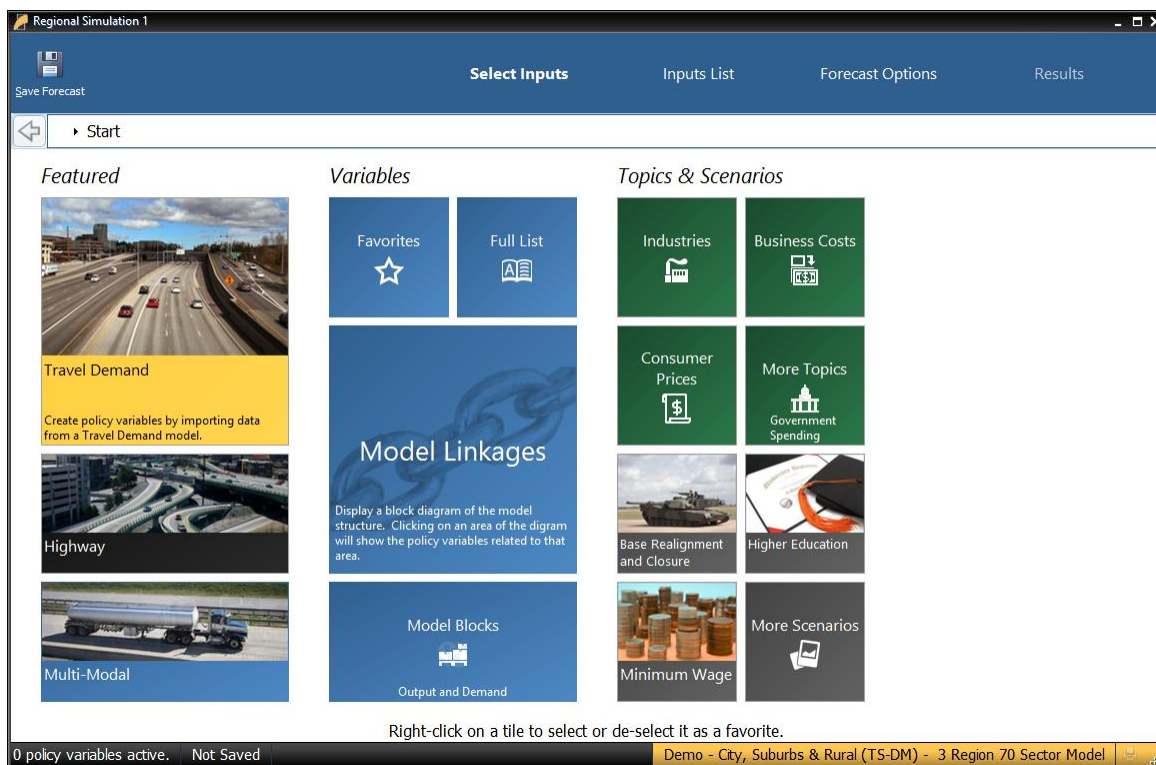 Regional Simulation 1
Save Forecast
Select Inputs
Inputs List
Forecast Options
Results
Start
Featured
Travel Demand
Create policy variables by importing data
from a Travel Demand model.
Highway
Multi-Modal
Variables
Favorites
Full List
Model Linkages
Display a block diagram of the model
structure. Clicking on an area of the digram
will show the policy variables related to that
area.
Model Blocks
Output and Demand
Topics & Scenarios
Industries
Business Costs
Consumer
Prices
More Topics
Government
Spending
Base Realignment
and Closure
Higher Education
Minimum Wage
More Scenarios
Right-click on a tile to select or de-select it as a favorite.
0 policy variables active.
Not Saved
Demo - City, Suburbs & Rural (TS-DM) - 3 Region 70 Sector Model